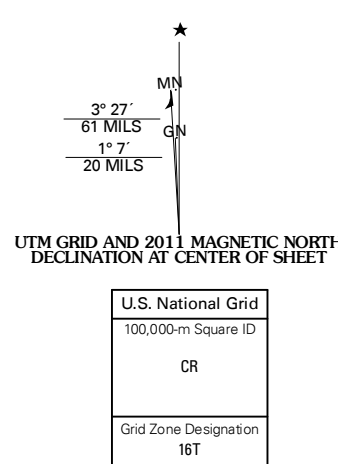 MN
3° 27´
61 MILS
GN
1° 7´
20 MILS
UTM GRID AND 2011 MAGNETIC NORTH
DECLINATION AT CENTER OF SHEET
U.S. National Grid
100,000-m Square ID
CR
Grid Zone Designation
16T